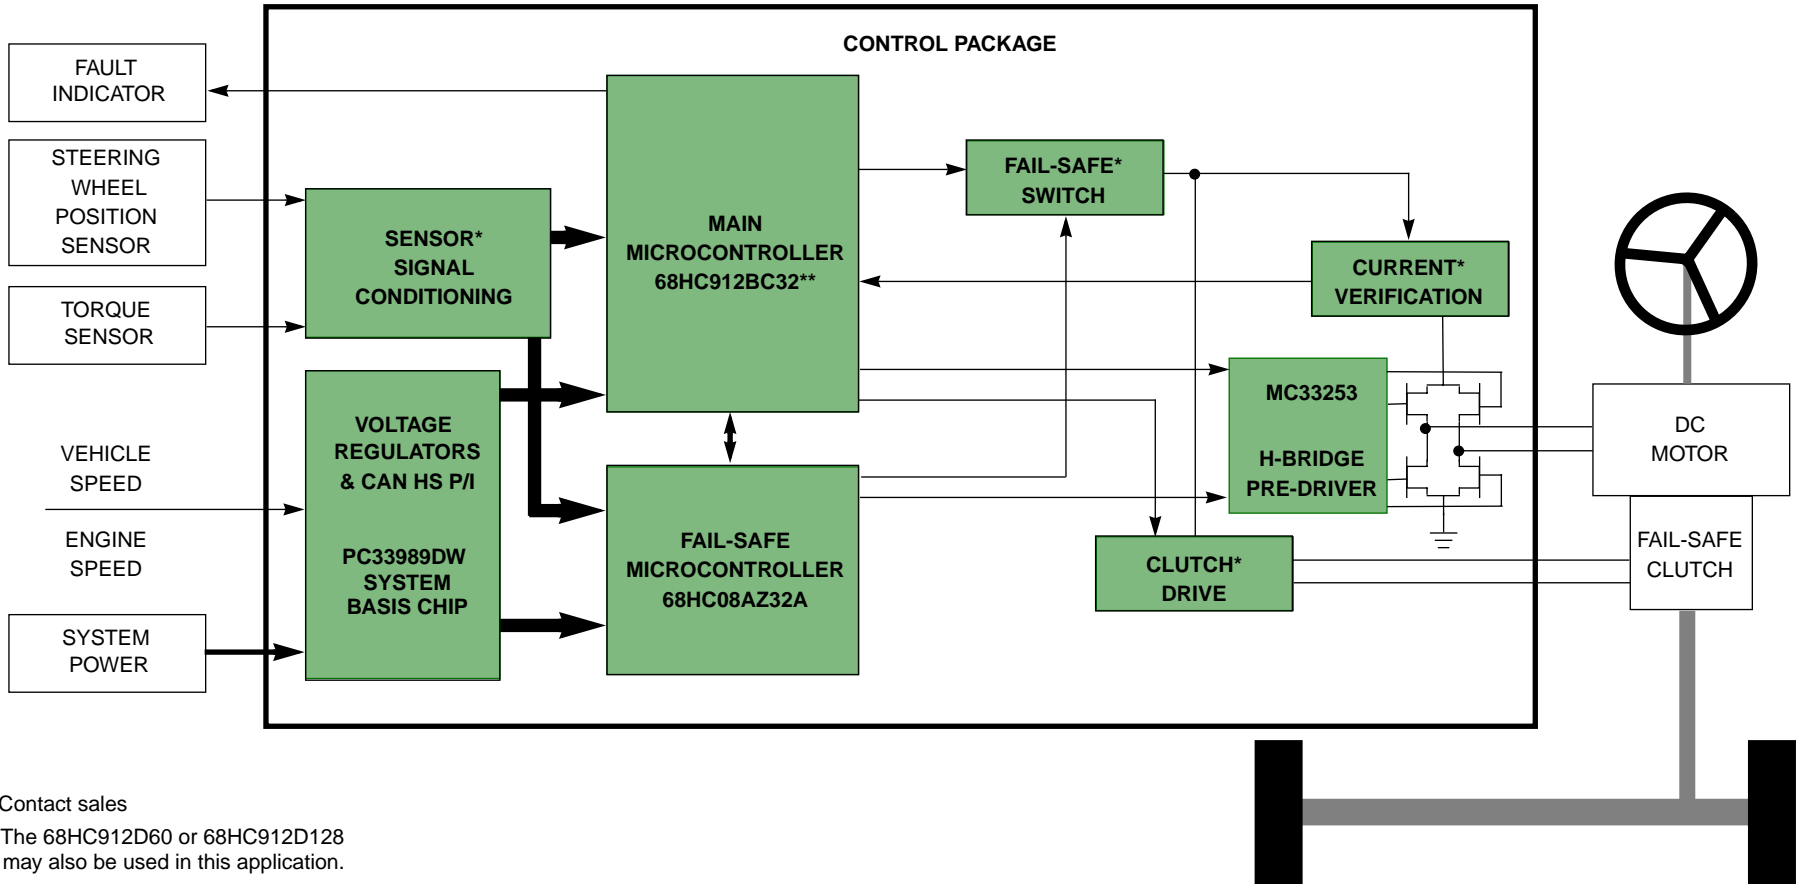 CONTROL PACKAGE
FAULT
INDICATOR
STEERING
WHEEL
POSITION
SENSOR
TORQUE
SENSOR
VEHICLE
SPEED
ENGINE
SPEED
SYSTEM
POWER
SENSOR*
SIGNAL
CONDITIONING
VOLTAGE
REGULATORS
& CAN HS P/I
PC33989DW
SYSTEM
BASIS CHIP
MAIN
MICROCONTROLLER
68HC912BC32**
FAIL-SAFE
MICROCONTROLLER
68HC08AZ32A
FAIL-SAFE*
SWITCH
CURRENT*
VERIFICATION
MC33253
H-BRIDGE
PRE-DRIVER
CLUTCH*
DRIVE
DC
MOTOR
FAIL-SAFE
CLUTCH
Contact sales
The 68HC912D60 or 68HC912D128
may also be used in this application.